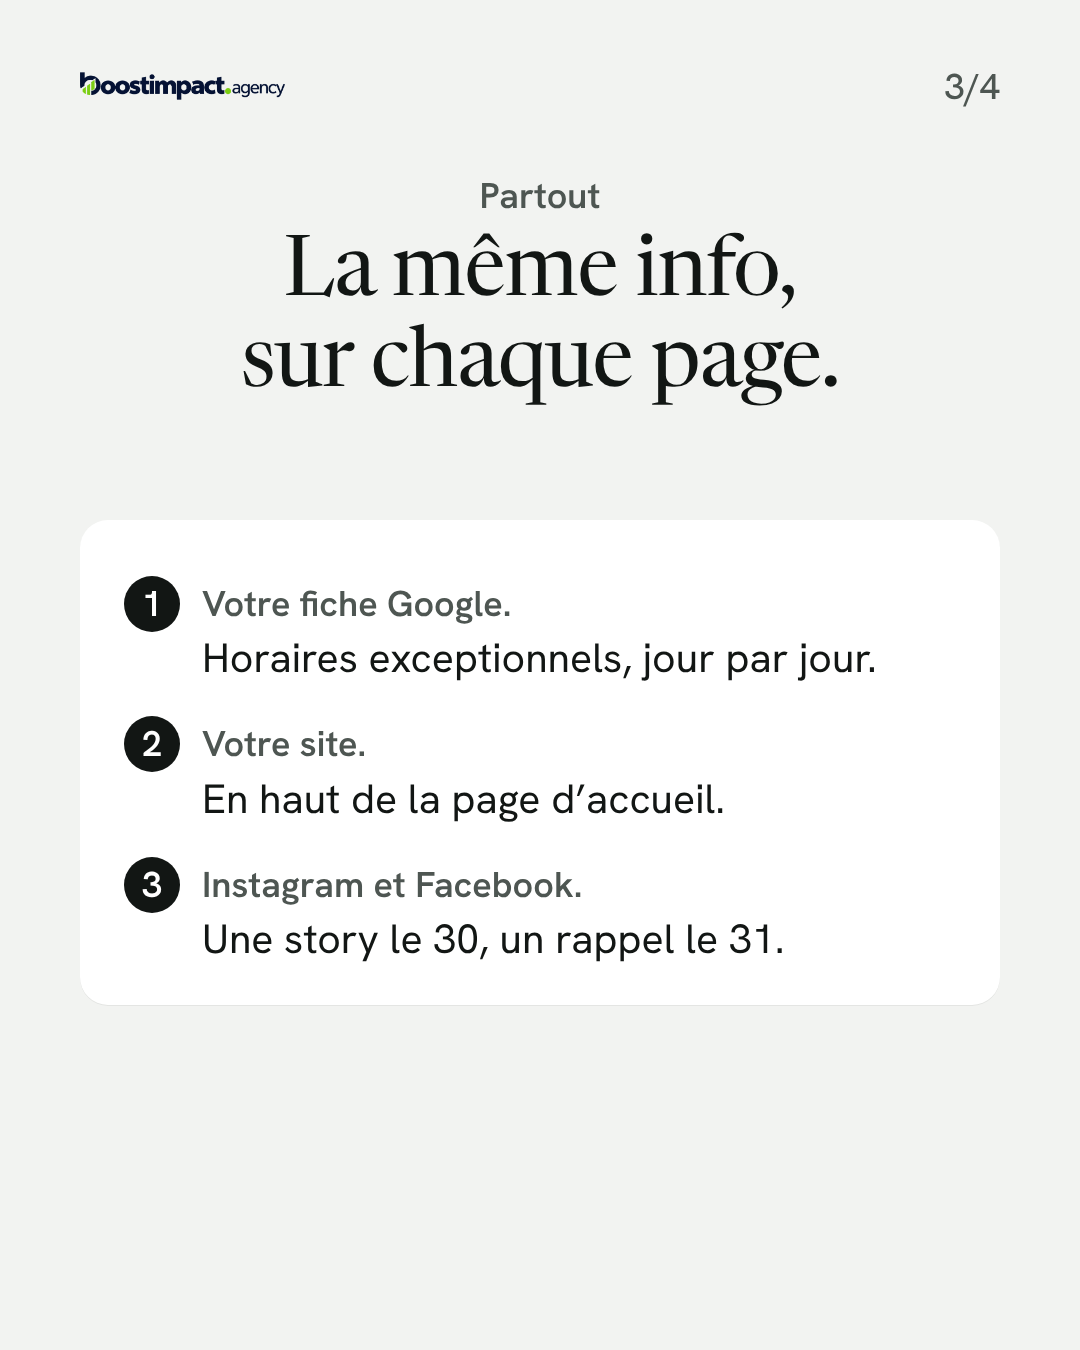 boostimpact.agency
3/4
Partout
La même info,
sur chaque page.
1 Votre fiche Google.
Horaires exceptionnels, jour par jour.
2 Votre site.
En haut de la page d’accueil.
3 Instagram et Facebook.
Une story le 30, un rappel le 31.